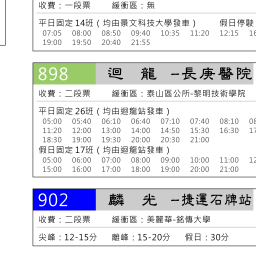 收費：一段票 緩衝區：無
平日固定14班（均由景文科技大學發車） 假日停駛
07:05 08:00 08:50 09:40 10:35 11:20 12:15
19:00 19:50 20:40 21:55
898 迴龍-長庚醫院
收費：二段票 緩衝區：泰山區公所-黎明技術學院
平日固定26班（均由迴龍站發車）
05:00 05:40 06:10 06:40 07:10 07:40 08:10
11:20 12:00 13:00 14:00 14:50 15:30 16:30
18:30 19:00 19:30 20:00 20:30 21:00
假日固定17班（均由迴龍站發車）
05:00 06:00 07:00 08:00 09:00 10:00 11:00
15:00 16:00 17:00 18:00 19:00 20:00 21:00
902 麟光-捷運石牌站
收費：二段票 緩衝區：美麗華-銘傳大學
尖峰：12-15分 離峰：15-20分 假日：30分